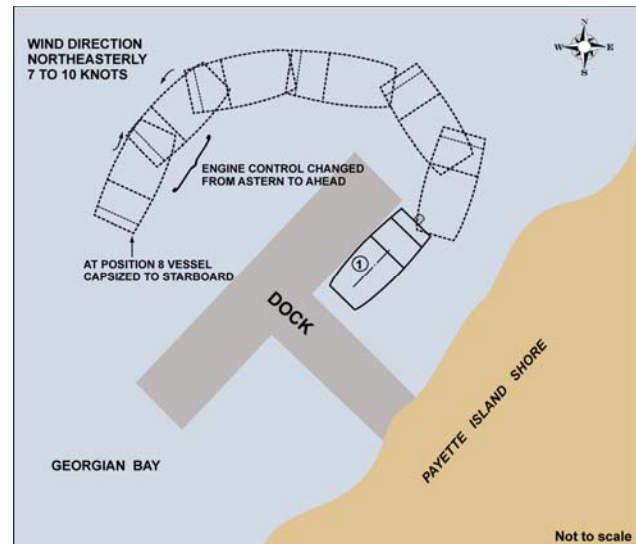 WIND DIRECTION
NORTHEASTERLY
7 TO 10 KNOTS
N
W
E
S
ENGINE CONTROL CHANGED
FROM ASTERN TO AHEAD
AT POSITION 8 VESSEL
CAPSIZED TO STARBOARD
1
DOCK
PAYETTE ISLAND SHORE
GEORGIAN BAY
Not to scale